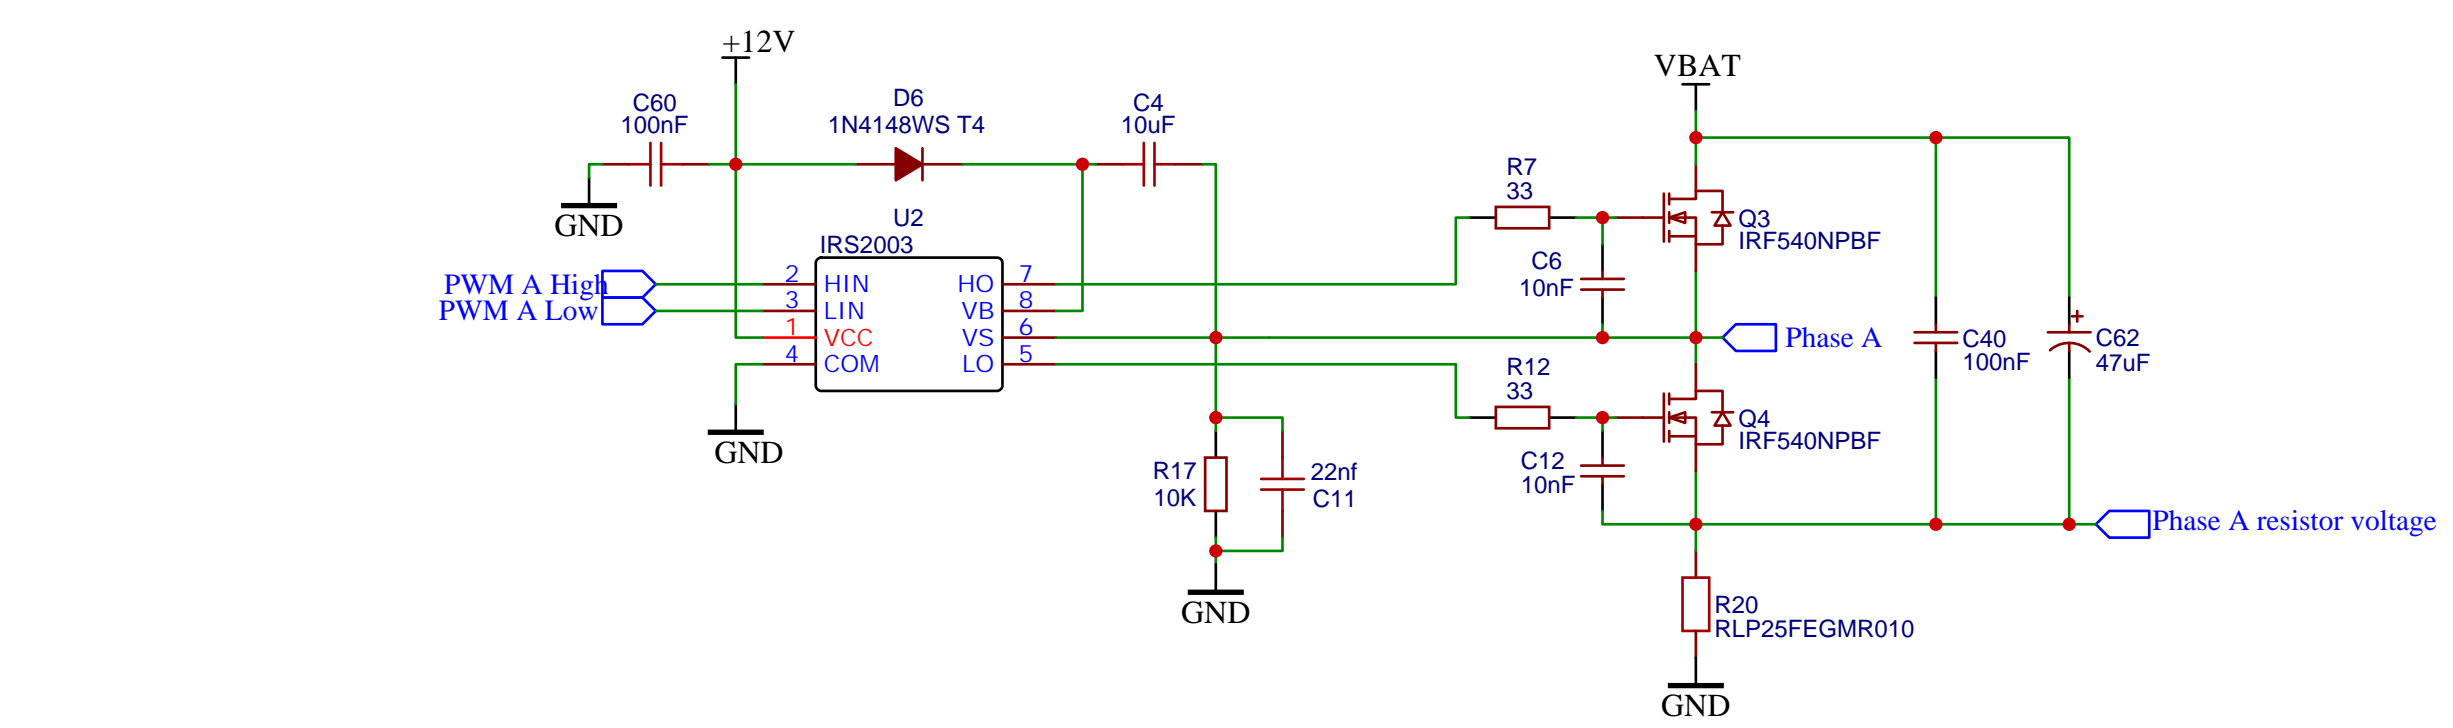 +12V
VBAT
C60
100nF
D6
1N4148WS T4
C4
10uF
GND
U2
IRS2003
PWM A High
PWM A Low
2
3
1
4
HIN
LIN
VCC
COM
HO
VB
VS
LO
7
8
6
5
GND
R7
33
C6
10nF
Q3
IRF540NPBF
Phase A
R12
33
C12
10nF
Q4
IRF540NPBF
C40
100nF
+
C62
47uF
R17
10K
22nf
C11
GND
Phase A resistor voltage
R20
RLP25FEGMR010
GND